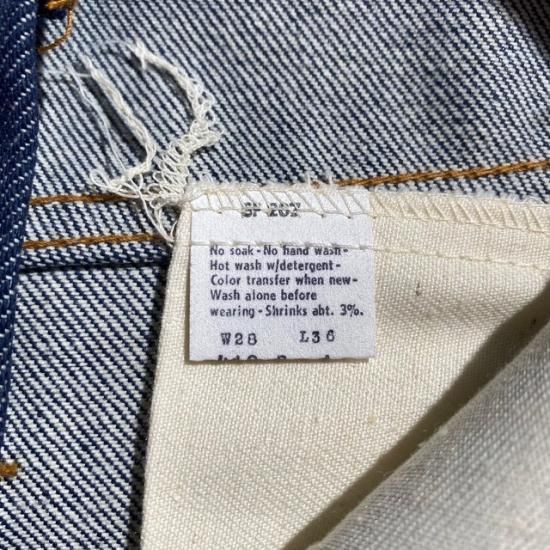 No soak - No hand wash -
Hot wash w/detergent -
Color transfer when new -
Wash alone before
wearing - Shrinks abt. 3%.
W28 L36